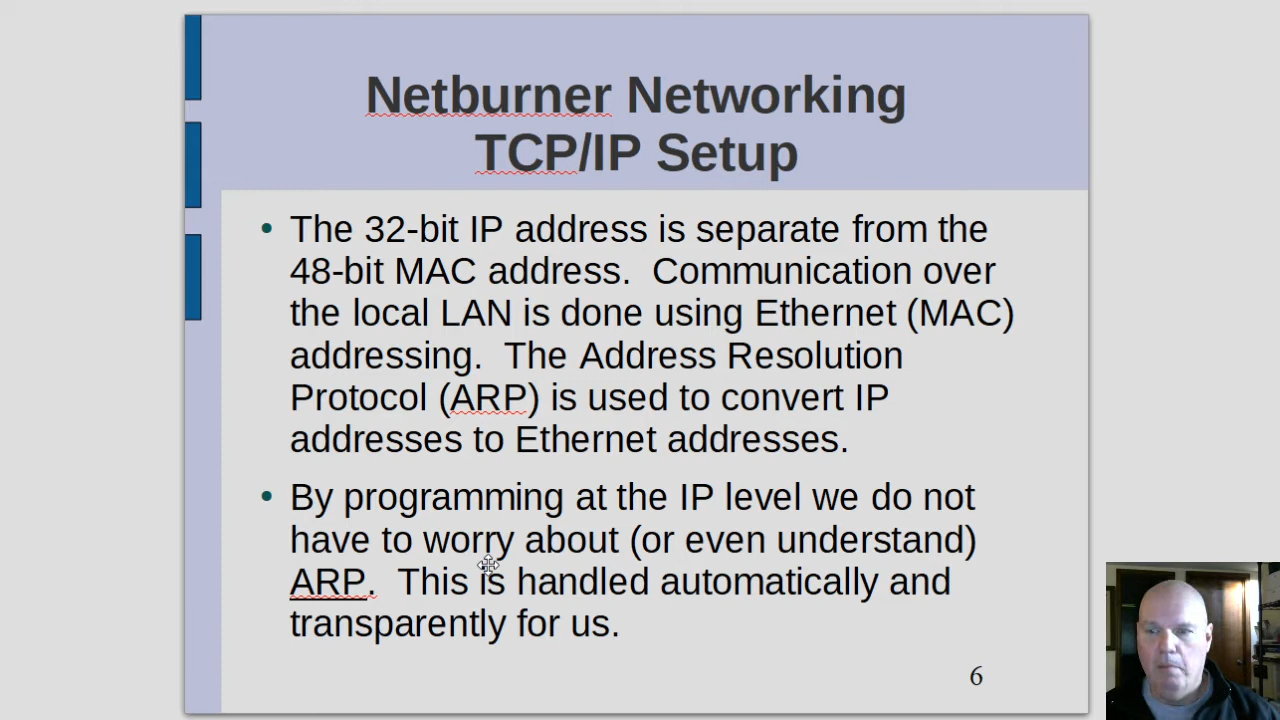 Netburner Networking
TCP/IP Setup
• The 32-bit IP address is separate from the
48-bit MAC address.  Communication over
the local LAN is done using Ethernet (MAC)
addressing.  The Address Resolution
Protocol (ARP) is used to convert IP
addresses to Ethernet addresses.
• By programming at the IP level we do not
have to worry about (or even understand)
ARP.  This is handled automatically and
transparently for us.
6